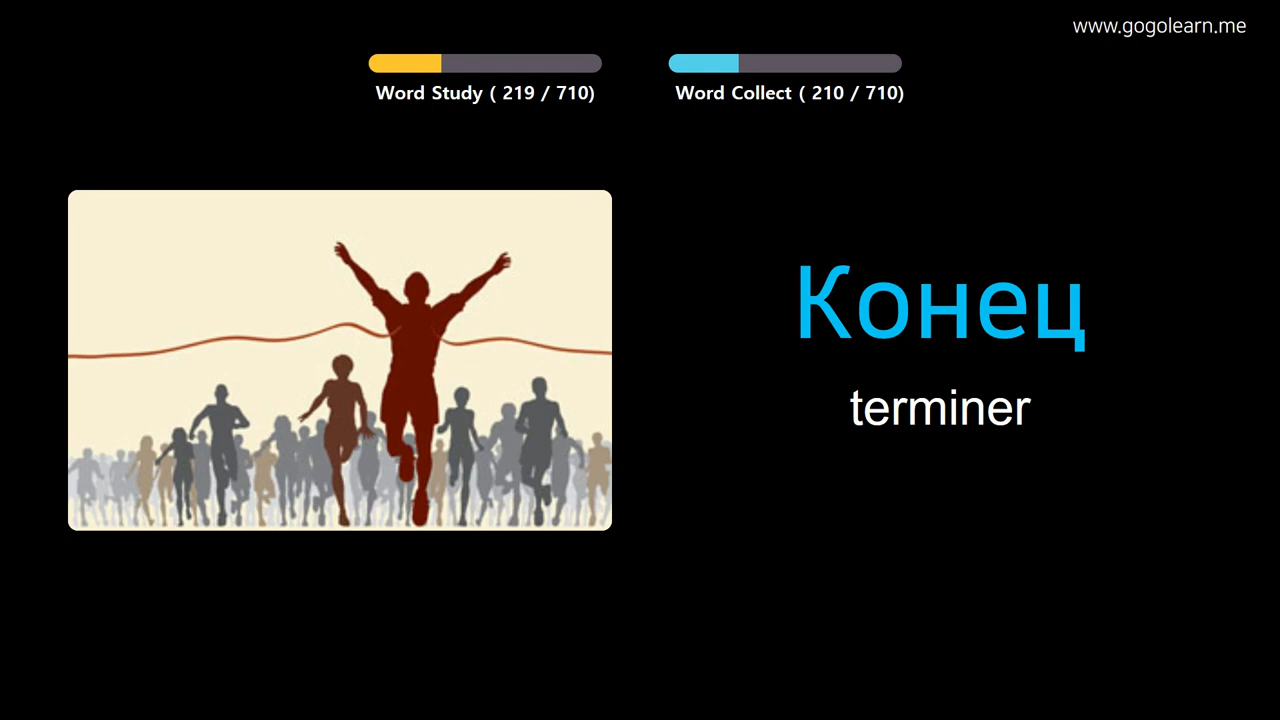 www.gogolearn.me
Word Study ( 219 / 710)
Word Collect ( 210 / 710)
Конец
terminer